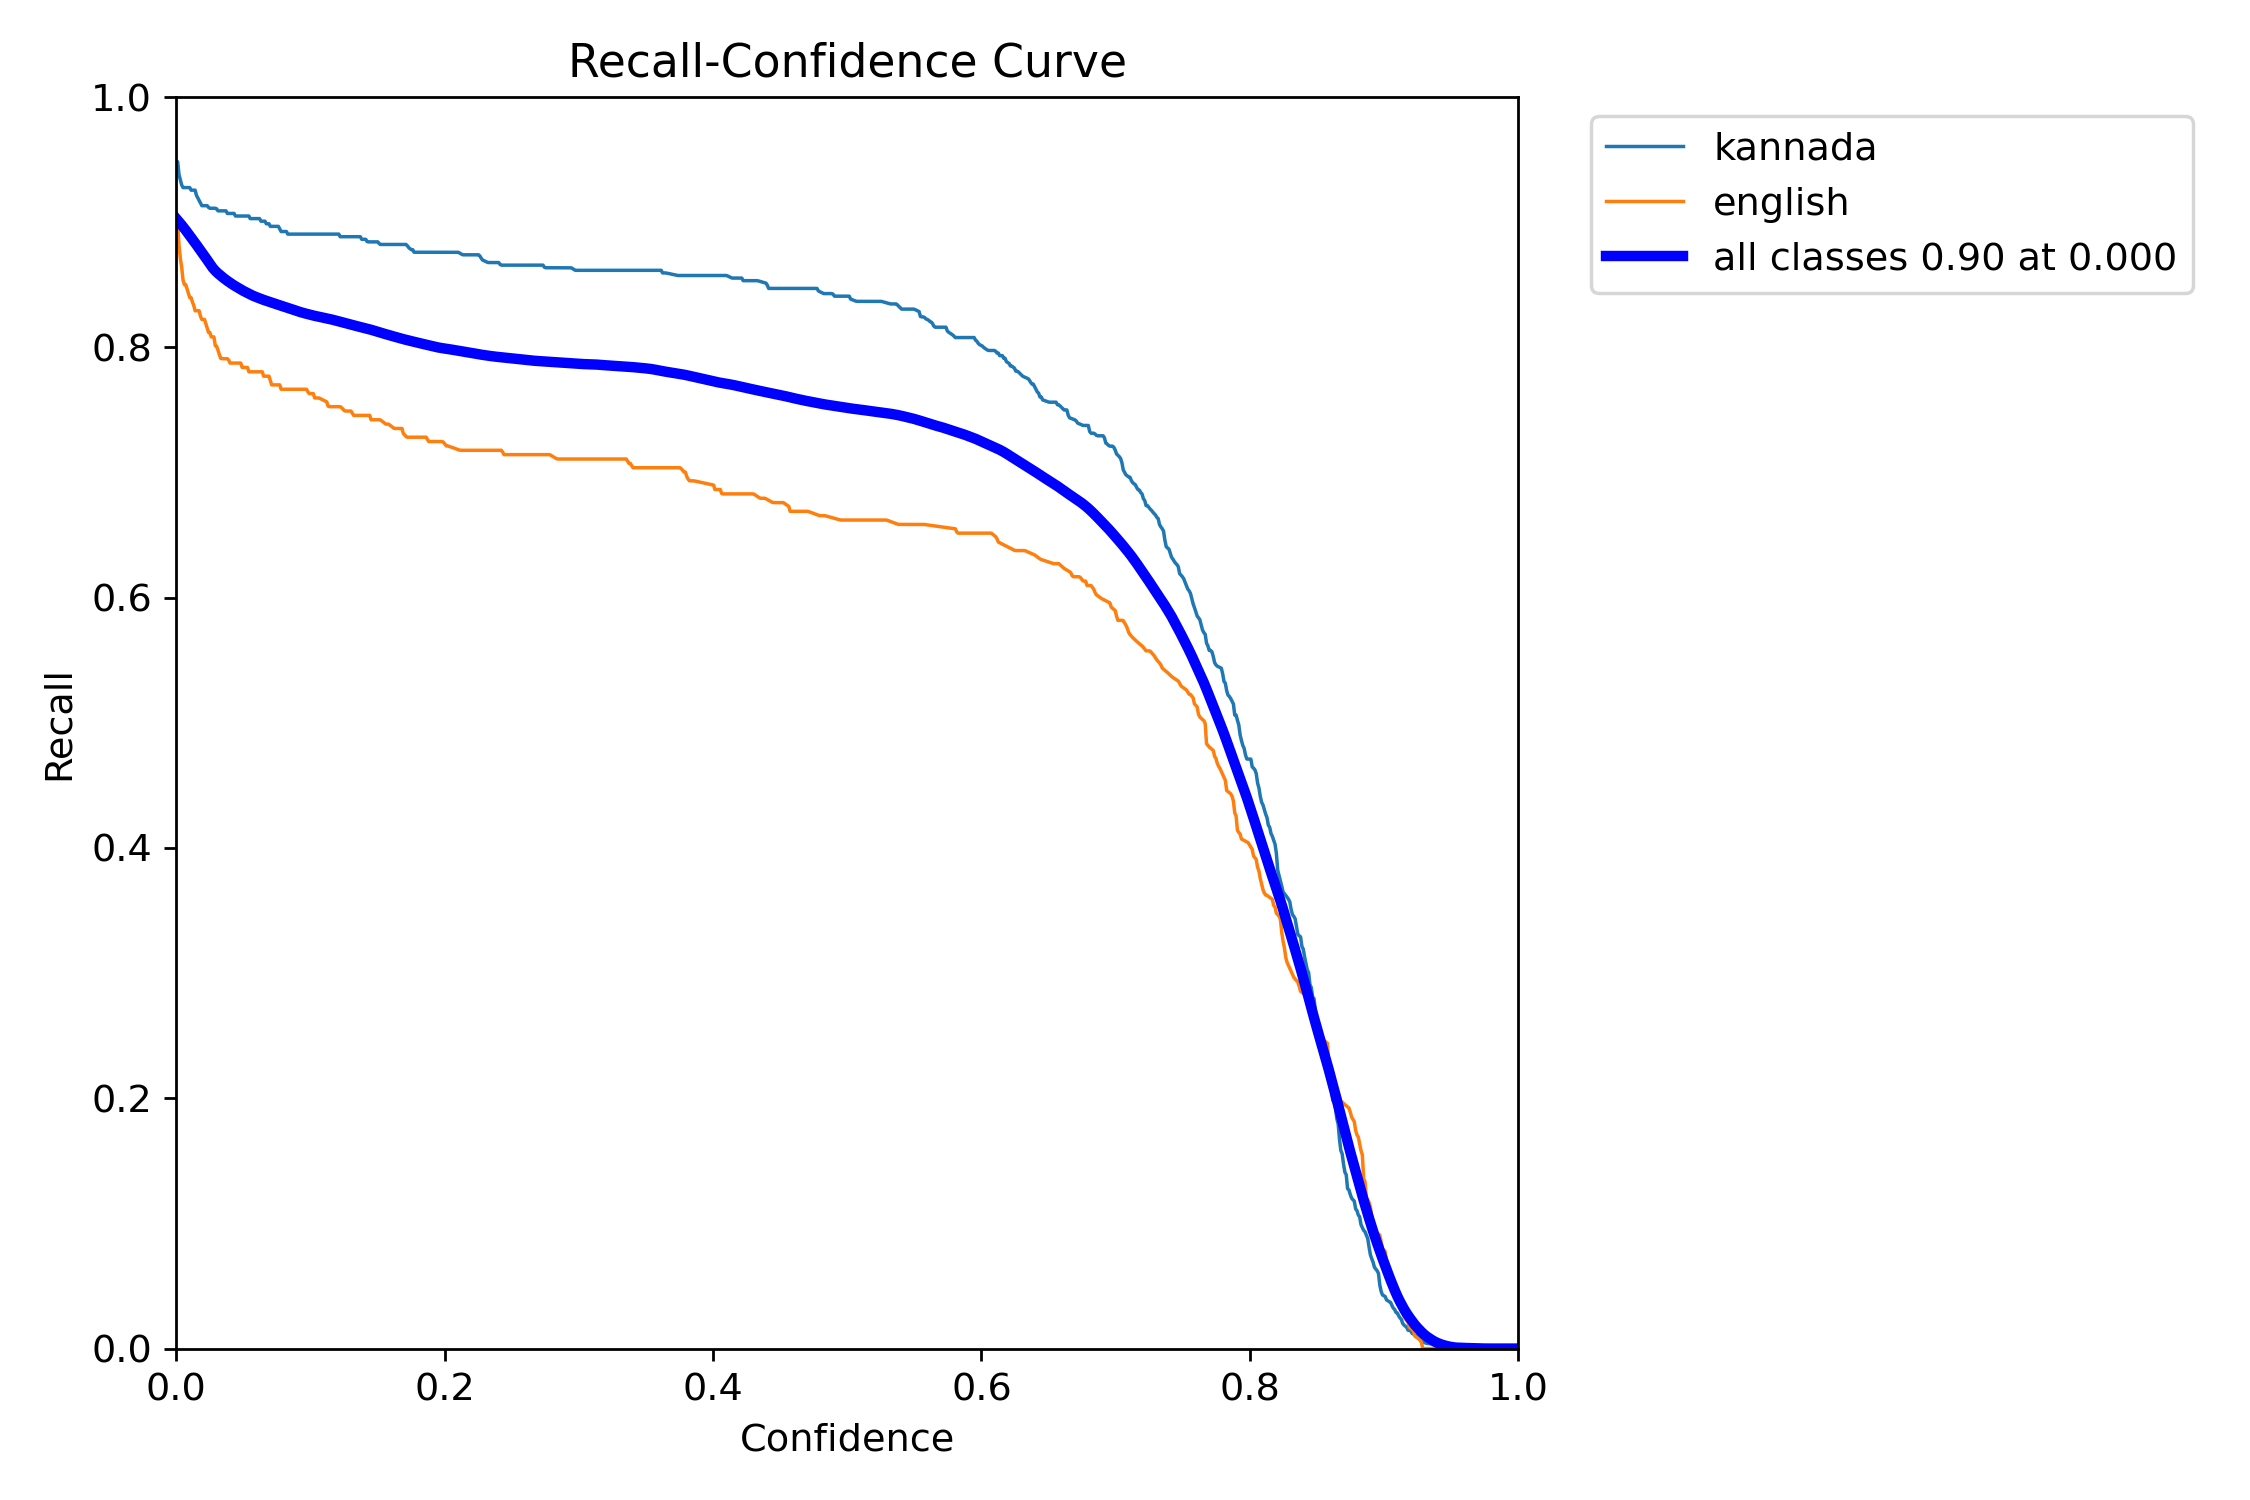 Recall-Confidence Curve
kannada
english
all classes 0.90 at 0.000
1.0
0.8
0.6
0.4
0.2
0.0
Recall
0.0 0.2 0.4 0.6 0.8 1.0
Confidence